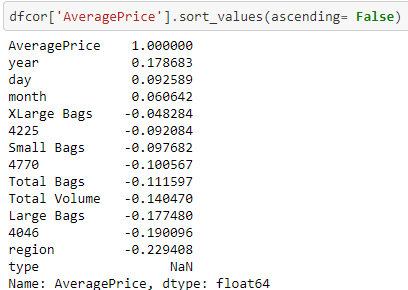 dfcor['AveragePrice'].sort_values(ascending= False)
AveragePrice    1.000000
year            0.178683
day             0.092589
month           0.060642
XLarge Bags    -0.048284
4225           -0.092084
Small Bags     -0.097682
4770           -0.100567
Total Bags     -0.111597
Total Volume   -0.140470
Large Bags     -0.177480
4046           -0.190096
region         -0.229408
type                 NaN
Name: AveragePrice, dtype: float64